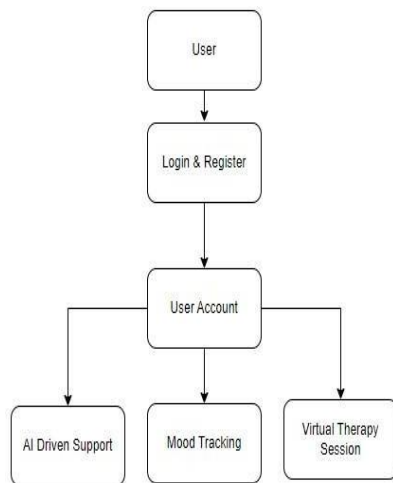 User
Login & Register
User Account
AI Driven Support
Mood Tracking
Virtual Therapy
Session